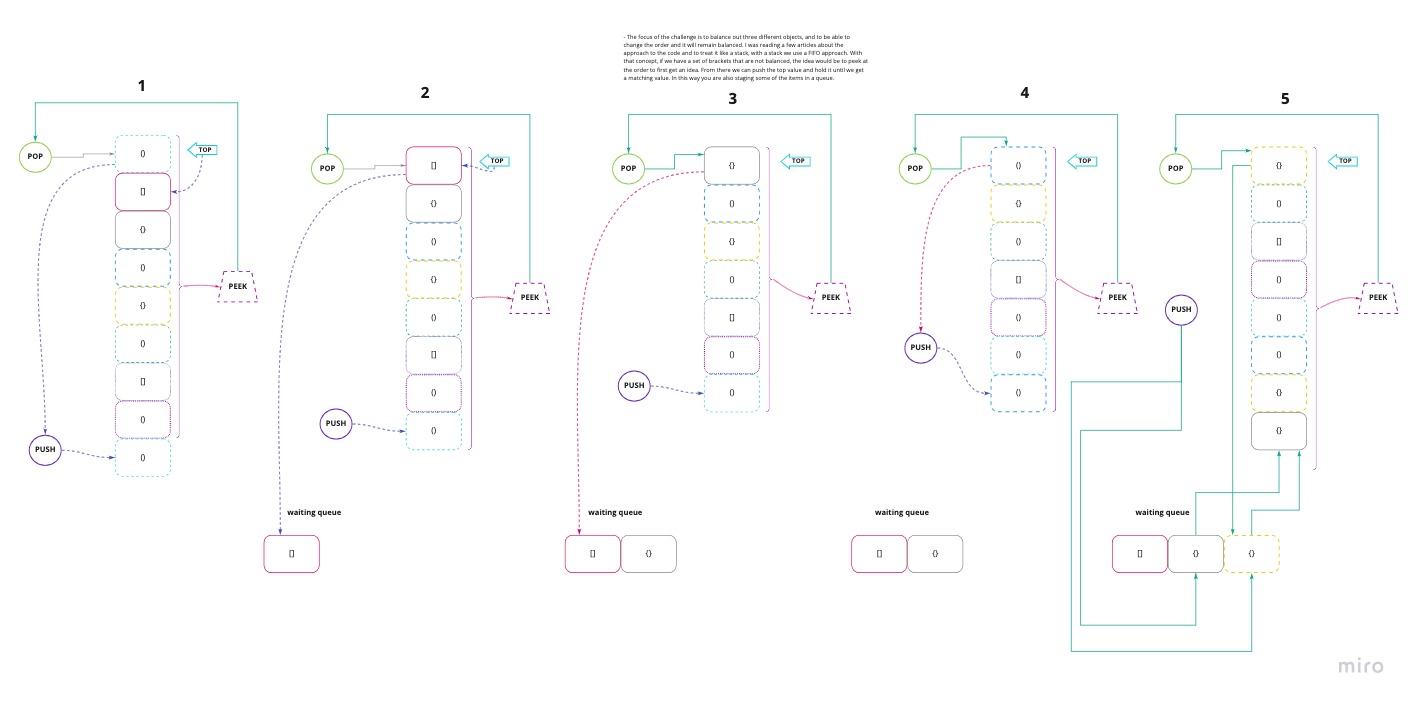 - The focus of the challenge is to balance out three different objects, and to be able to
change the order and it will remain balanced. I was reading a few articles about the
approach to the code and to treat it like a stack, with a stack we use a FIFO approach. With
that concept, if we have a set of brackets that are not balanced, the idea would be to peek at
the order to first get an idea. From there we can push the top value and hold it until we get
a matching value. In this way you are also staging some of the items in a queue.
1
POP
TOP
()
[]
{}
()
{}
()
[]
()
()
PEEK
PUSH
2
POP
TOP
[]
{}
()
{}
()
[]
()
()
PEEK
PUSH
waiting queue
[]
3
POP
TOP
{}
()
{}
()
[]
()
()
PEEK
PUSH
waiting queue
[] {}
4
POP
TOP
()
{}
()
[]
()
()
()
PEEK
PUSH
waiting queue
[] {}
5
POP
TOP
{}
()
[]
()
()
()
{}
{}
PEEK
PUSH
waiting queue
[] {} {}
miro